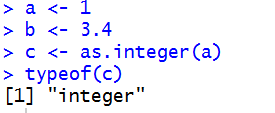 > a <- 1
> b <- 3.4
> c <- as.integer(a)
> typeof(c)
[1] "integer"